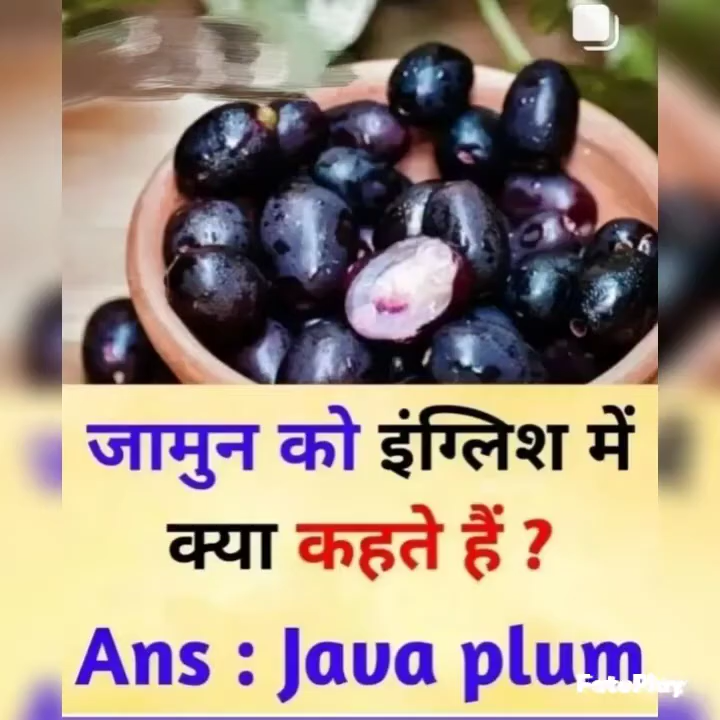 जामुन को इंग्लिश में
क्या कहते हैं ?
Ans : Java plum